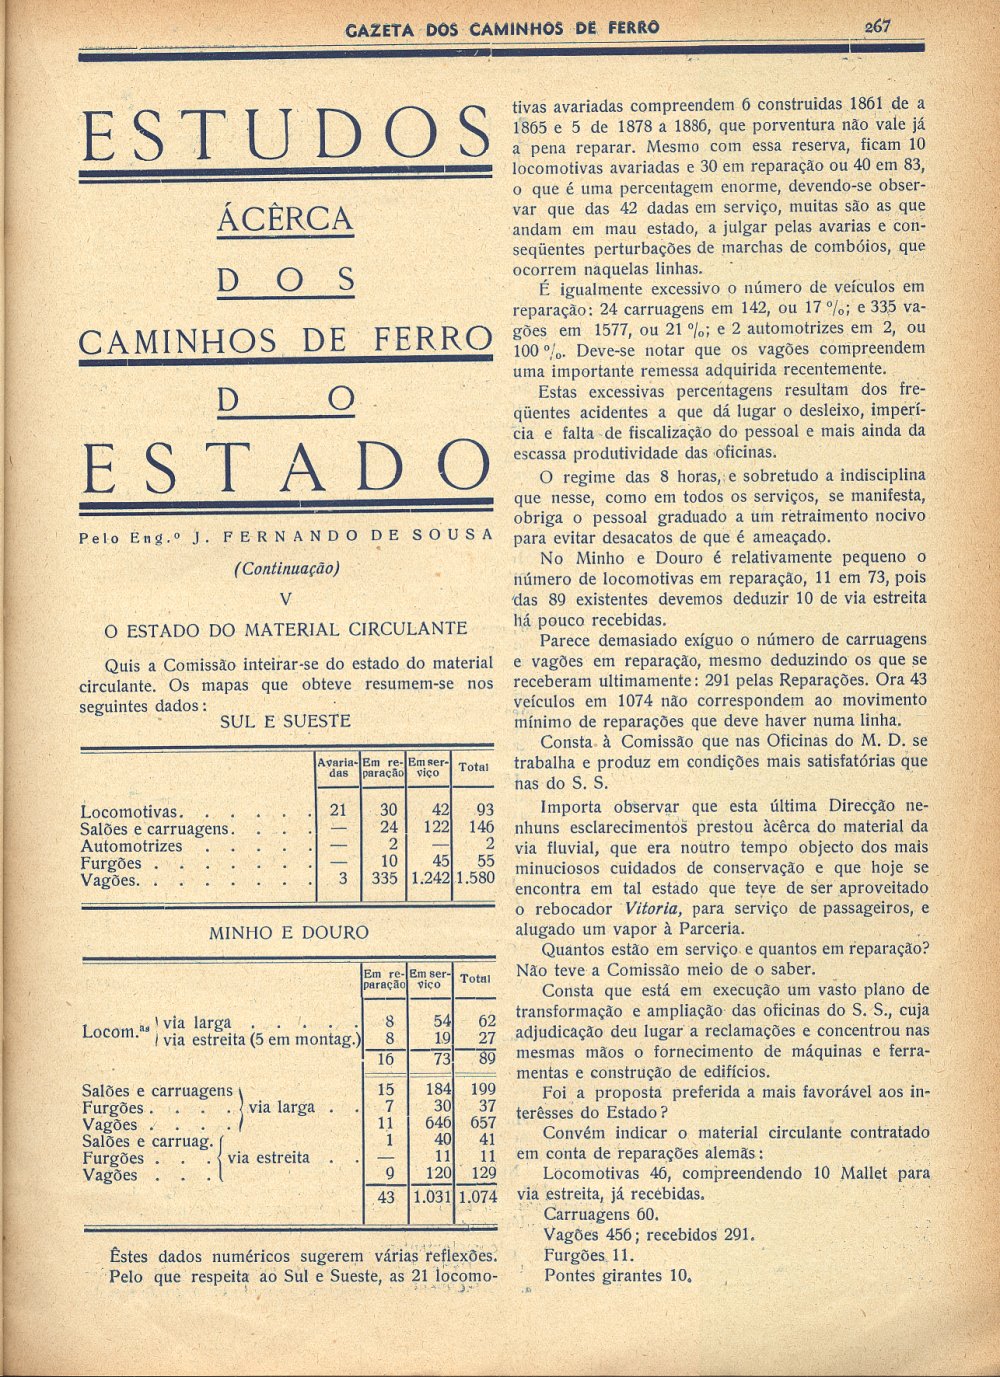 GAZETA DOS CAMINHOS DE FERRO
267
ESTUDOS
ÁCÊRCA
DOS
CAMINHOS DE FERRO
DO
ESTADO
Pelo Eng.º J. FERNANDO DE SOUSA
(Continuação)
V
O ESTADO DO MATERIAL CIRCULANTE
Quis a Comissão inteirar-se do estado do material
circulante. Os mapas que obteve resumem-se nos
seguintes dados:
SUL E SUESTE
Avaria-das Em re-paração Em ser-viço Total
Locomotivas. . . . . . 21 30 42 93
Salões e carruagens. . . . — 24 122 146
Automotrizes . . . . . — 2 — 2
Furgões . . . . . . . — 10 45 55
Vagões. . . . . . . . 3 335 1.242 1.580
MINHO E DOURO
Em re-paração Em ser-viço Total
Locom.as via larga . . . . . 8 54 62
via estreita (5 em montag.) 8 19 27
16 73 89
Salões e carruagens 15 184 199
Furgões . . . . via larga . . 7 30 37
Vagões . . . . 11 646 657
Salões e carruag. 1 40 41
Furgões . . . via estreita . . — 11 11
Vagões . . . 9 120 129
43 1.031 1.074
Êstes dados numéricos sugerem várias reflexões.
Pelo que respeita ao Sul e Sueste, as 21 locomo-
tivas avariadas compreendem 6 construidas 1861 de a
1865 e 5 de 1878 a 1886, que porventura não vale já
a pena reparar. Mesmo com essa reserva, ficam 10
locomotivas avariadas e 30 em reparação ou 40 em 83,
o que é uma percentagem enorme, devendo-se obser-
var que das 42 dadas em serviço, muitas são as que
andam em mau estado, a julgar pelas avarias e con-
seqüentes perturbações de marchas de combóios, que
ocorrem naquelas linhas.
É igualmente excessivo o número de veículos em
reparação: 24 carruagens em 142, ou 17 %; e 335 va-
gões em 1577, ou 21 %; e 2 automotrizes em 2, ou
100 %. Deve-se notar que os vagões compreendem
uma importante remessa adquirida recentemente.
Estas excessivas percentagens resultam dos fre-
qüentes acidentes a que dá lugar o desleixo, imperí-
cia e falta de fiscalização do pessoal e mais ainda da
escassa produtividade das oficinas.
O regime das 8 horas, e sobretudo a indisciplina
que nesse, como em todos os serviços, se manifesta,
obriga o pessoal graduado a um retraimento nocivo
para evitar desacatos de que é ameaçado.
No Minho e Douro é relativamente pequeno o
número de locomotivas em reparação, 11 em 73, pois
das 89 existentes devemos deduzir 10 de via estreita
há pouco recebidas.
Parece demasiado exíguo o número de carruagens
e vagões em reparação, mesmo deduzindo os que se
receberam ultimamente: 291 pelas Reparações. Ora 43
veículos em 1074 não correspondem ao movimento
mínimo de reparações que deve haver numa linha.
Consta à Comissão que nas Oficinas do M. D. se
trabalha e produz em condições mais satisfatórias que
nas do S. S.
Importa observar que esta última Direcção ne-
nhuns esclarecimentos prestou àcêrca do material da
via fluvial, que era noutro tempo objecto dos mais
minuciosos cuidados de conservação e que hoje se
encontra em tal estado que teve de ser aproveitado
o rebocador Vitoria, para serviço de passageiros, e
alugado um vapor à Parceria.
Quantos estão em serviço e quantos em reparação?
Não teve a Comissão meio de o saber.
Consta que está em execução um vasto plano de
transformação e ampliação das oficinas do S. S., cuja
adjudicação deu lugar a reclamações e concentrou nas
mesmas mãos o fornecimento de máquinas e ferra-
mentas e construção de edifícios.
Foi a proposta preferida a mais favorável aos in-
terêsses do Estado?
Convém indicar o material circulante contratado
em conta de reparações alemãs:
Locomotivas 46, compreendendo 10 Mallet para
via estreita, já recebidas.
Carruagens 60.
Vagões 456; recebidos 291.
Furgões 11.
Pontes girantes 10.